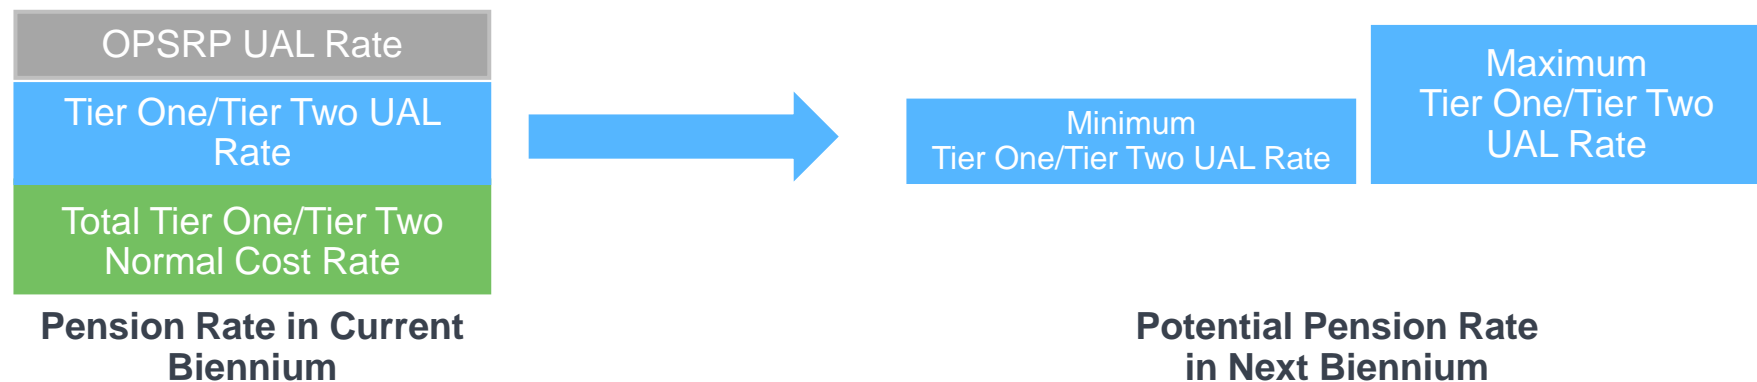 OPSRP UAL Rate
Tier One/Tier Two UAL
Rate
Total Tier One/Tier Two
Normal Cost Rate
Pension Rate in Current
Biennium
Minimum
Tier One/Tier Two UAL Rate
Maximum
Tier One/Tier Two
UAL Rate
Potential Pension Rate
in Next Biennium